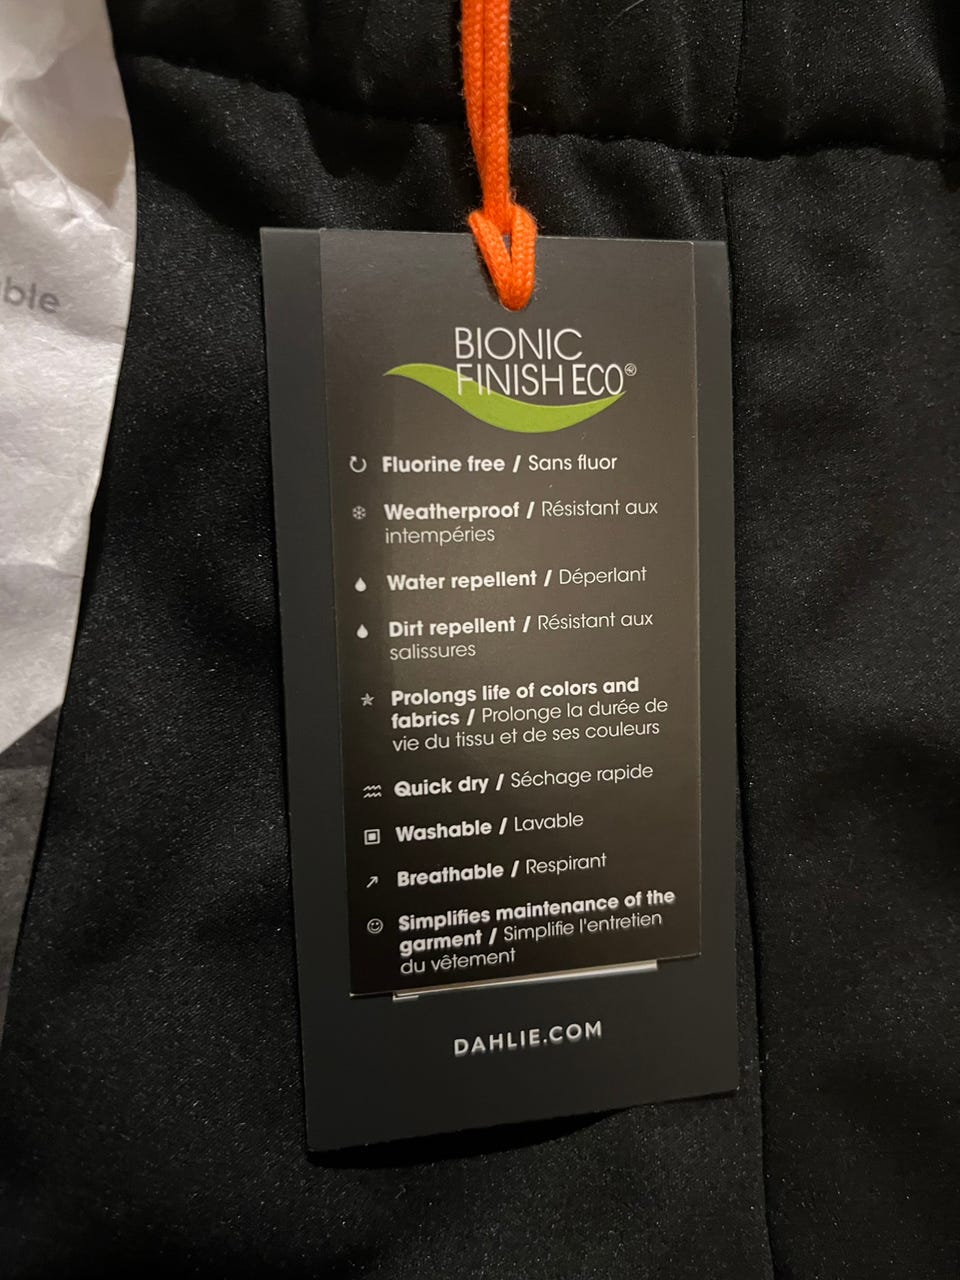 BIONIC
FINISH ECO®
Fluorine free / Sans fluor
Weatherproof / Résistant aux
intempéries
Water repellent / Déperlant
Dirt repellent / Résistant aux
salissures
Prolongs life of colors and
fabrics / Prolonge la durée de
vie du tissu et de ses couleurs
Quick dry / Séchage rapide
Washable / Lavable
Breathable / Respirant
Simplifies maintenance of the
garment / Simplifie l'entretien
du vêtement
DAHLIE.COM